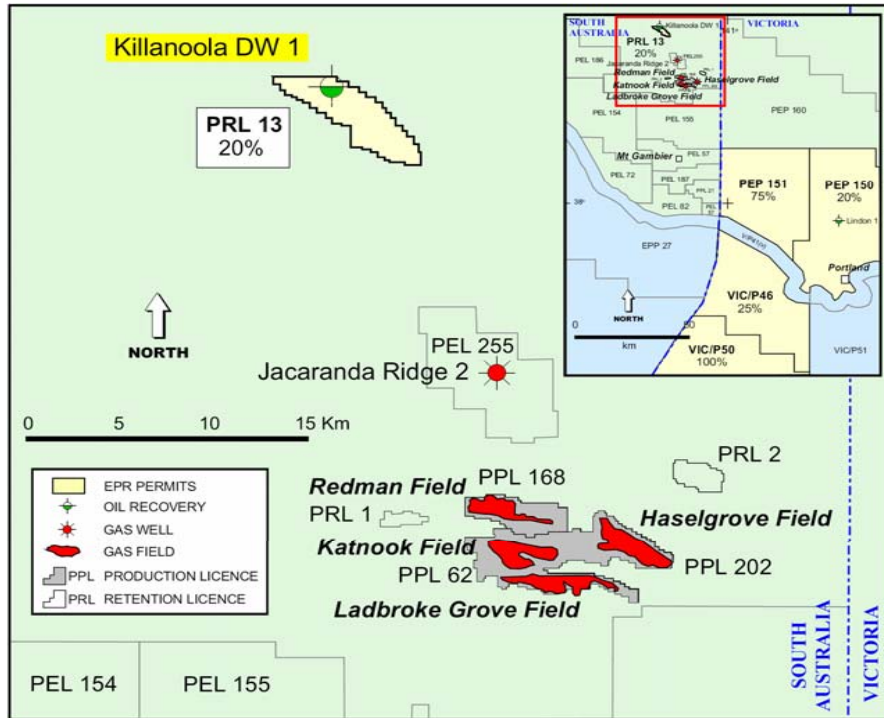 Killanoola DW 1
PRL 13
20%
NORTH
PEL 255
Jacaranda Ridge 2
0 5 10 15 Km
PRL 2
Redman Field
PPL 168
PRL 1
Haselgrove Field
Katnook Field
PPL 62
PPL 202
Ladbroke Grove Field
EPR PERMITS
OIL RECOVERY
GAS WELL
GAS FIELD
PPL PRODUCTION LICENCE
PRL RETENTION LICENCE
PEL 154
PEL 155
SOUTH
AUSTRALIA
VICTORIA
SOUTH
AUSTRALIA
VICTORIA
Killanoola DW 1
PRL 13
20%
PEL 186
Jacaranda Ridge 2
PEL255
Redman Field
Haselgrove Field
Katnook Field
Ladbroke Grove Field
PEL 154
PEL 155
PEP 160
Mt Gambier
PEL 57
PEL 72
PEL 187
PPL 21
PEL 82
38°
PEP 151
75%
PEP 150
20%
Lindon 1
EPP 27
Portland
VIC/P46
25%
NORTH
0 50
km
VIC/P50
100%
VIC/P51